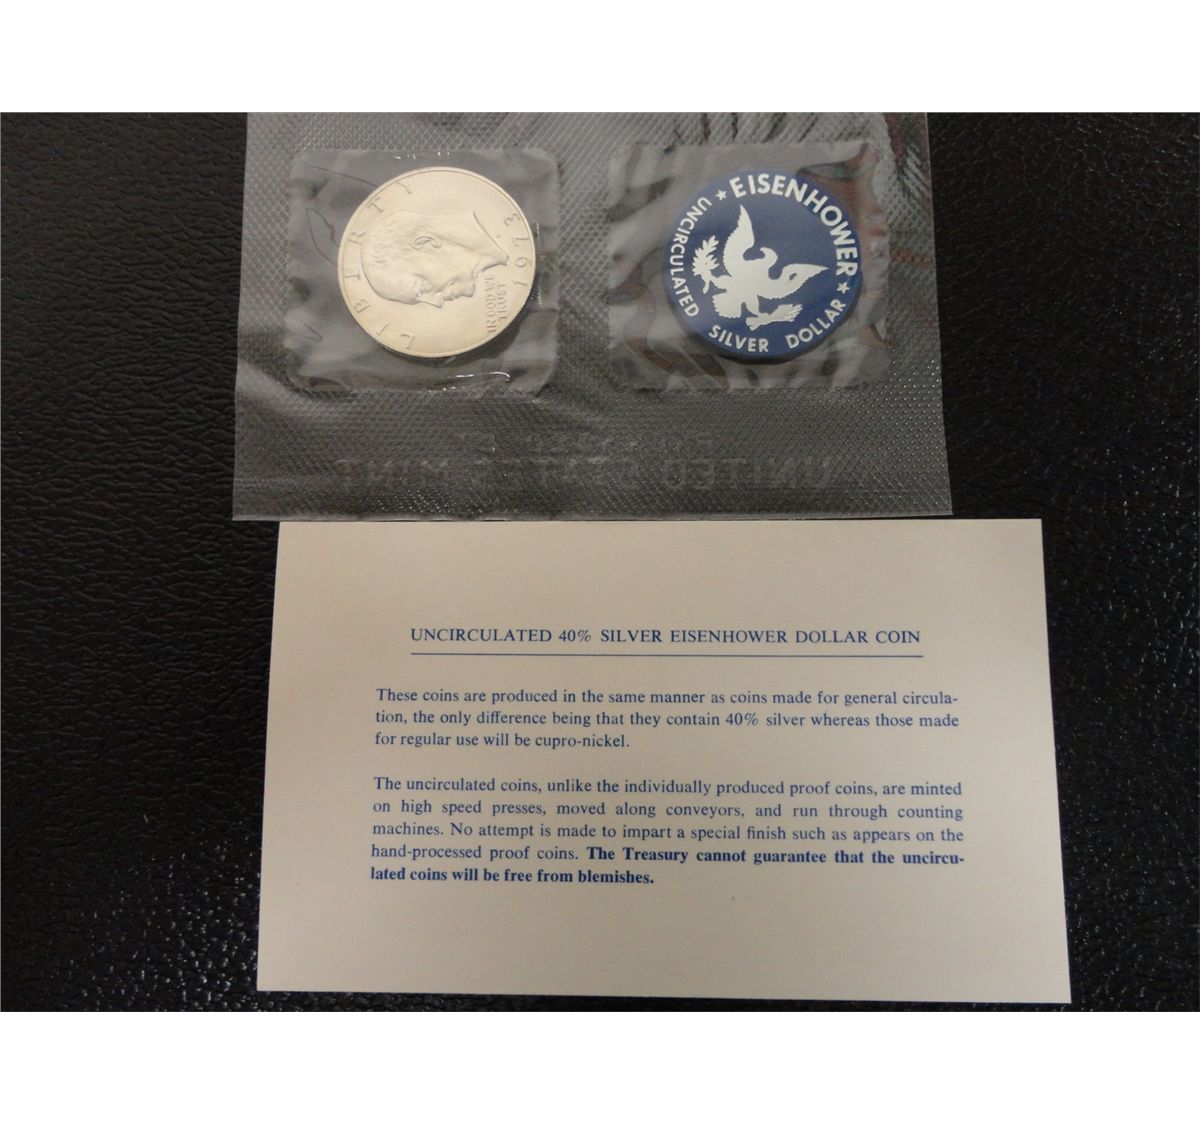 LIBERTY
IN GOD WE
TRUST
1973
★ EISENHOWER ★
UNCIRCULATED SILVER DOLLAR
UNITED STATES MINT
UNCIRCULATED 40% SILVER EISENHOWER DOLLAR COIN
These coins are produced in the same manner as coins made for general circula-
tion, the only difference being that they contain 40% silver whereas those made
for regular use will be cupro-nickel.
The uncirculated coins, unlike the individually produced proof coins, are minted
on high speed presses, moved along conveyors, and run through counting
machines. No attempt is made to impart a special finish such as appears on the
hand-processed proof coins. The Treasury cannot guarantee that the uncircu-
lated coins will be free from blemishes.